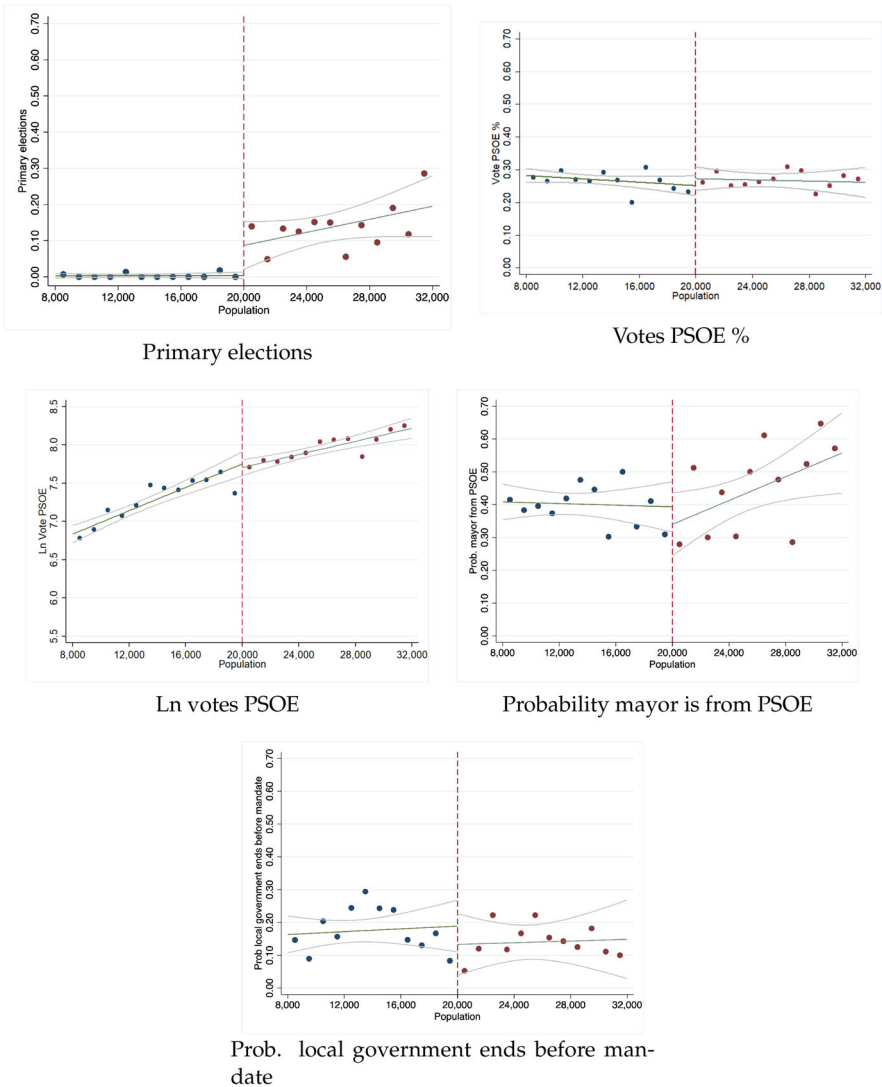 0.70
0.60
0.50
0.40
0.30
0.20
0.10
0.00
Primary elections
8,000 12,000 16,000 20,000 24,000 28,000 32,000
Population
Primary elections
0.70
0.60
0.50
0.40
0.30
0.20
0.10
0.00
Vote PSOE %
8,000 12,000 16,000 20,000 24,000 28,000 32,000
Population
Votes PSOE %
8.5
8.0
7.5
7.0
6.5
6.0
5.5
Ln Vote PSOE
8,000 12,000 16,000 20,000 24,000 28,000 32,000
Population
Ln votes PSOE
0.70
0.60
0.50
0.40
0.30
0.20
0.10
0.00
Prob. mayor from PSOE
8,000 12,000 16,000 20,000 24,000 28,000 32,000
Population
Probability mayor is from PSOE
0.70
0.60
0.50
0.40
0.30
0.20
0.10
0.00
Prob local government ends before mandate
8,000 12,000 16,000 20,000 24,000 28,000 32,000
Population
Prob. local government ends before man-
date